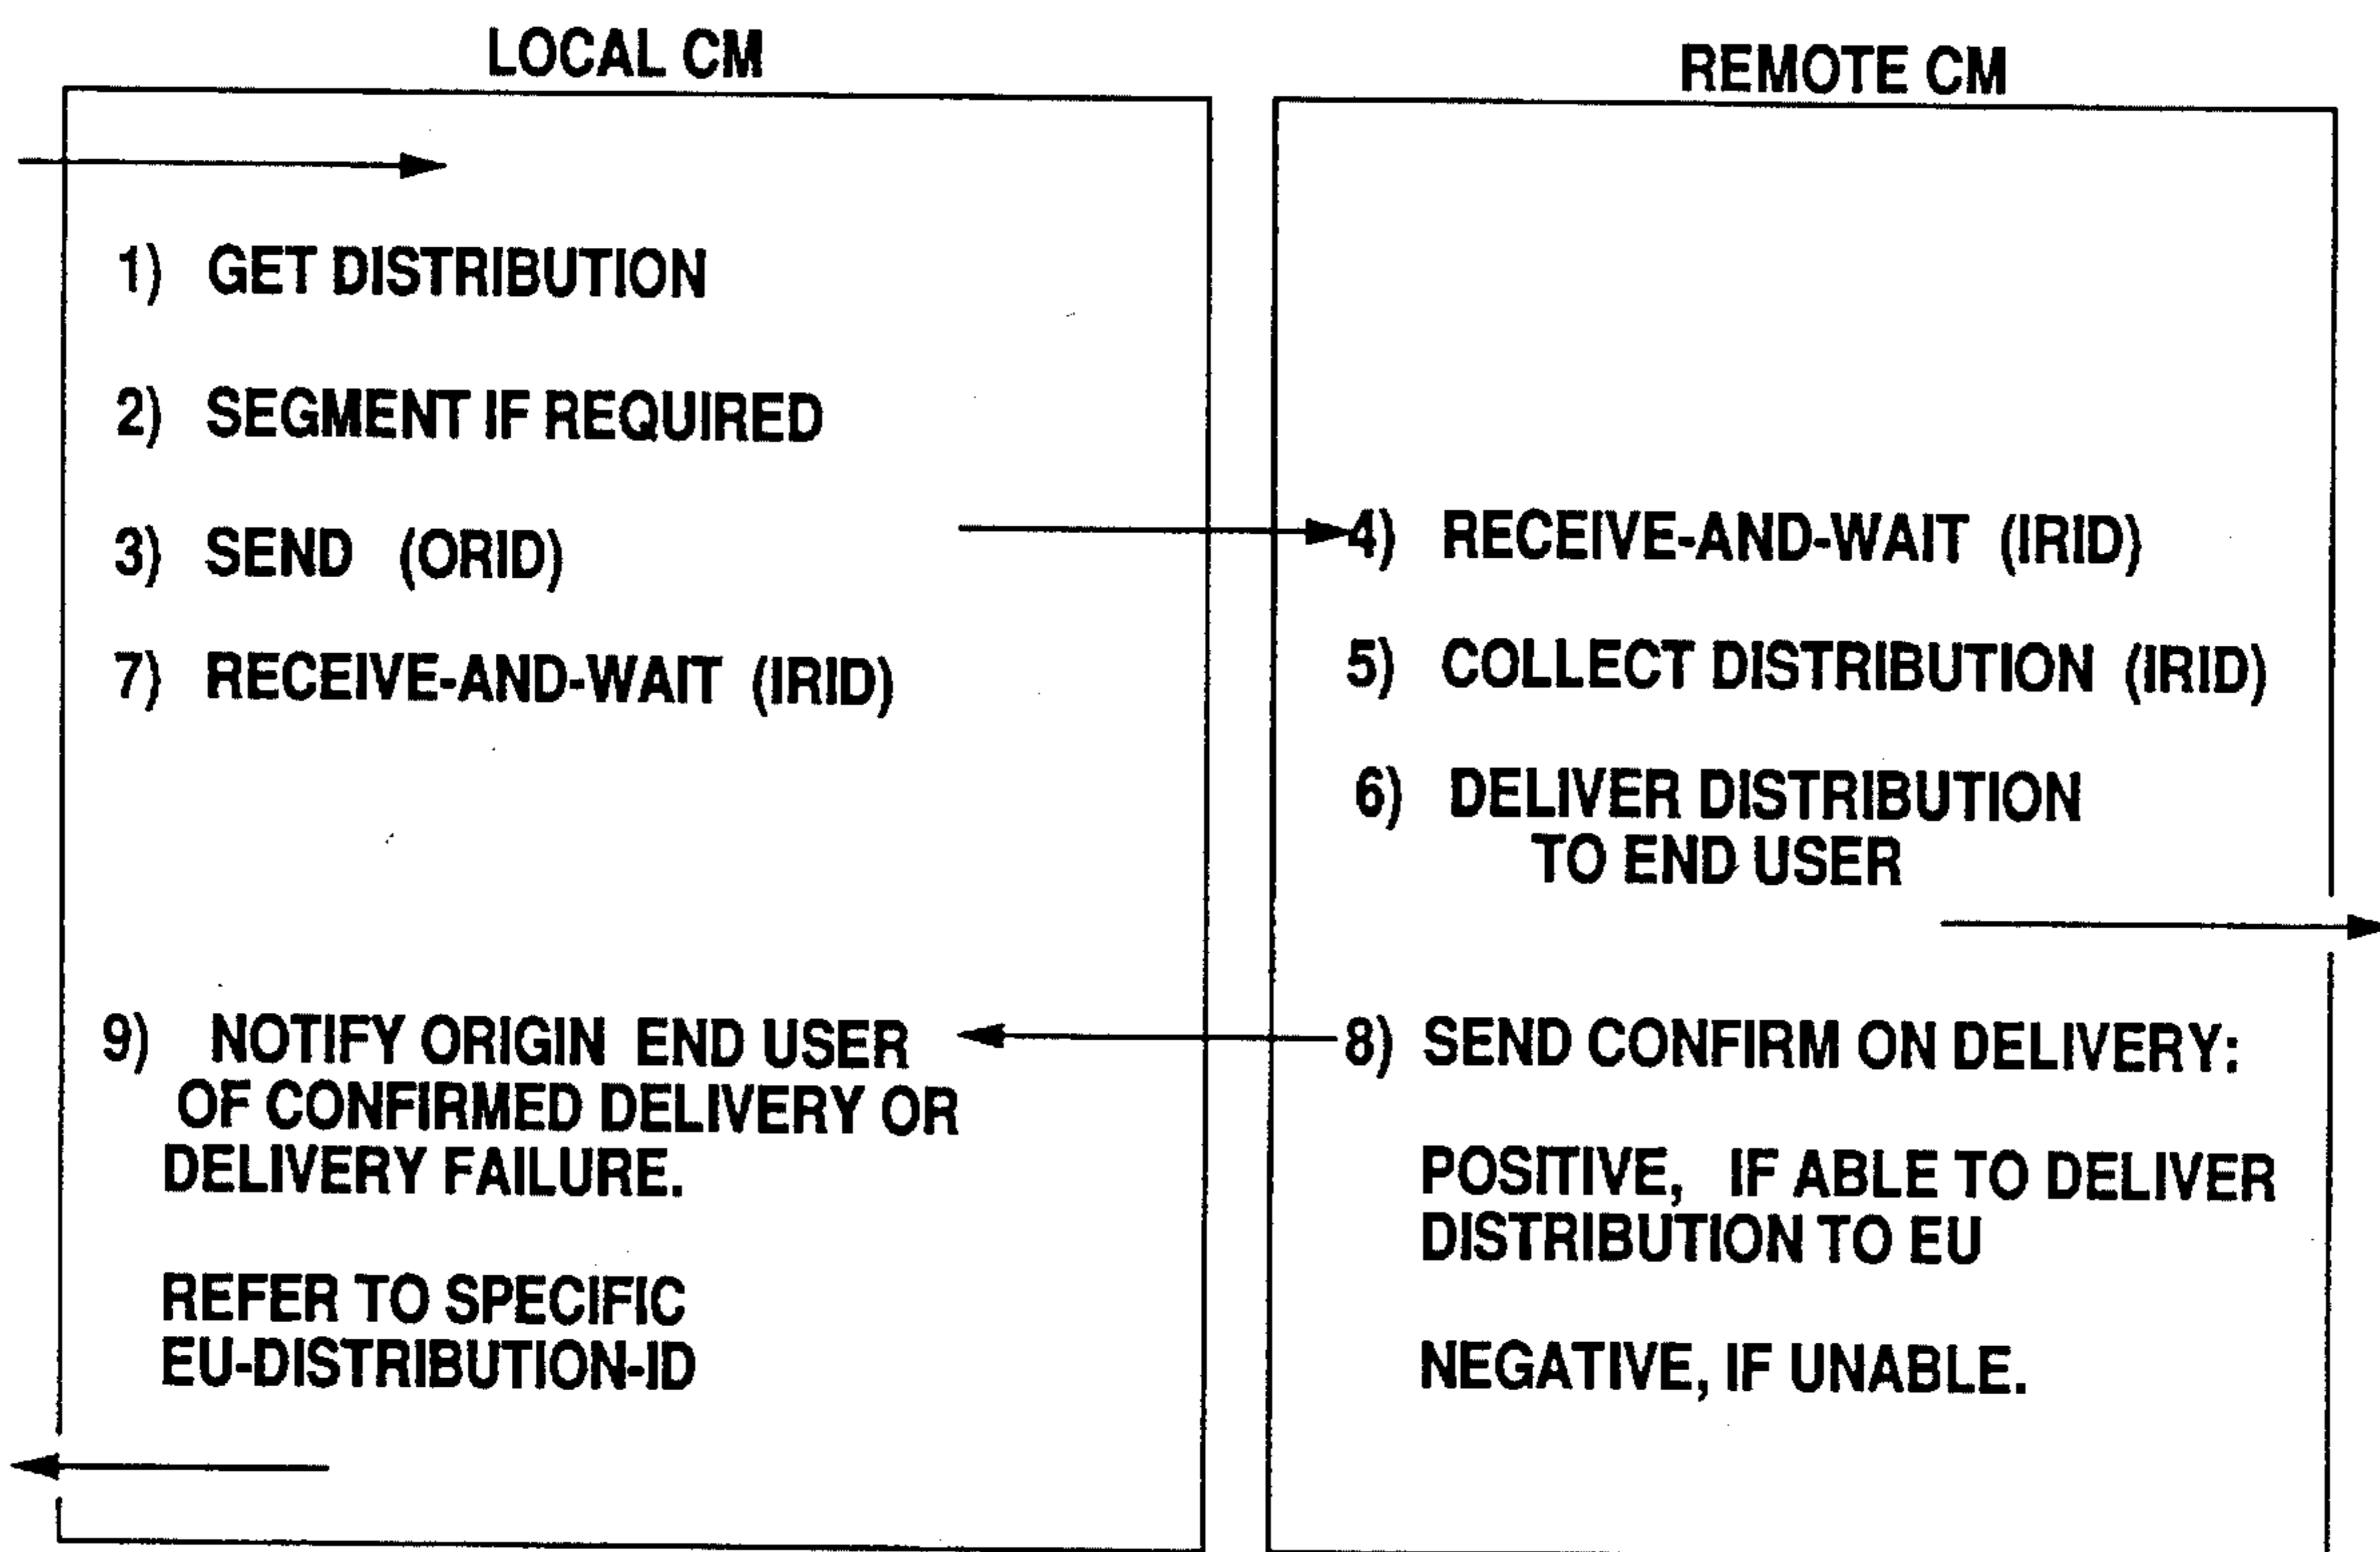 LOCAL CM
1) GET DISTRIBUTION
2) SEGMENT IF REQUIRED
3) SEND (ORID)
7) RECEIVE-AND-WAIT (IRID)
9) NOTIFY ORIGIN END USER
OF CONFIRMED DELIVERY OR
DELIVERY FAILURE.
REFER TO SPECIFIC
EU-DISTRIBUTION-ID
REMOTE CM
4) RECEIVE-AND-WAIT (IRID)
5) COLLECT DISTRIBUTION (IRID)
6) DELIVER DISTRIBUTION
TO END USER
8) SEND CONFIRM ON DELIVERY:
POSITIVE, IF ABLE TO DELIVER
DISTRIBUTION TO EU
NEGATIVE, IF UNABLE.